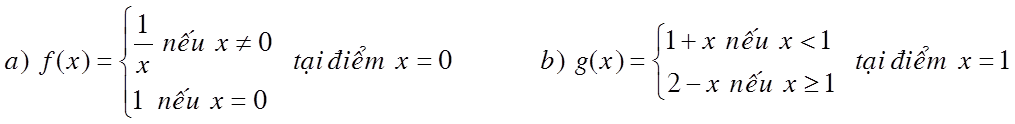 a) f(x) = { 1/x nếu x ≠ 0
1 nếu x = 0 tại điểm x = 0
b) g(x) = { 1 + x nếu x < 1
2 − x nếu x ≥ 1 tại điểm x = 1